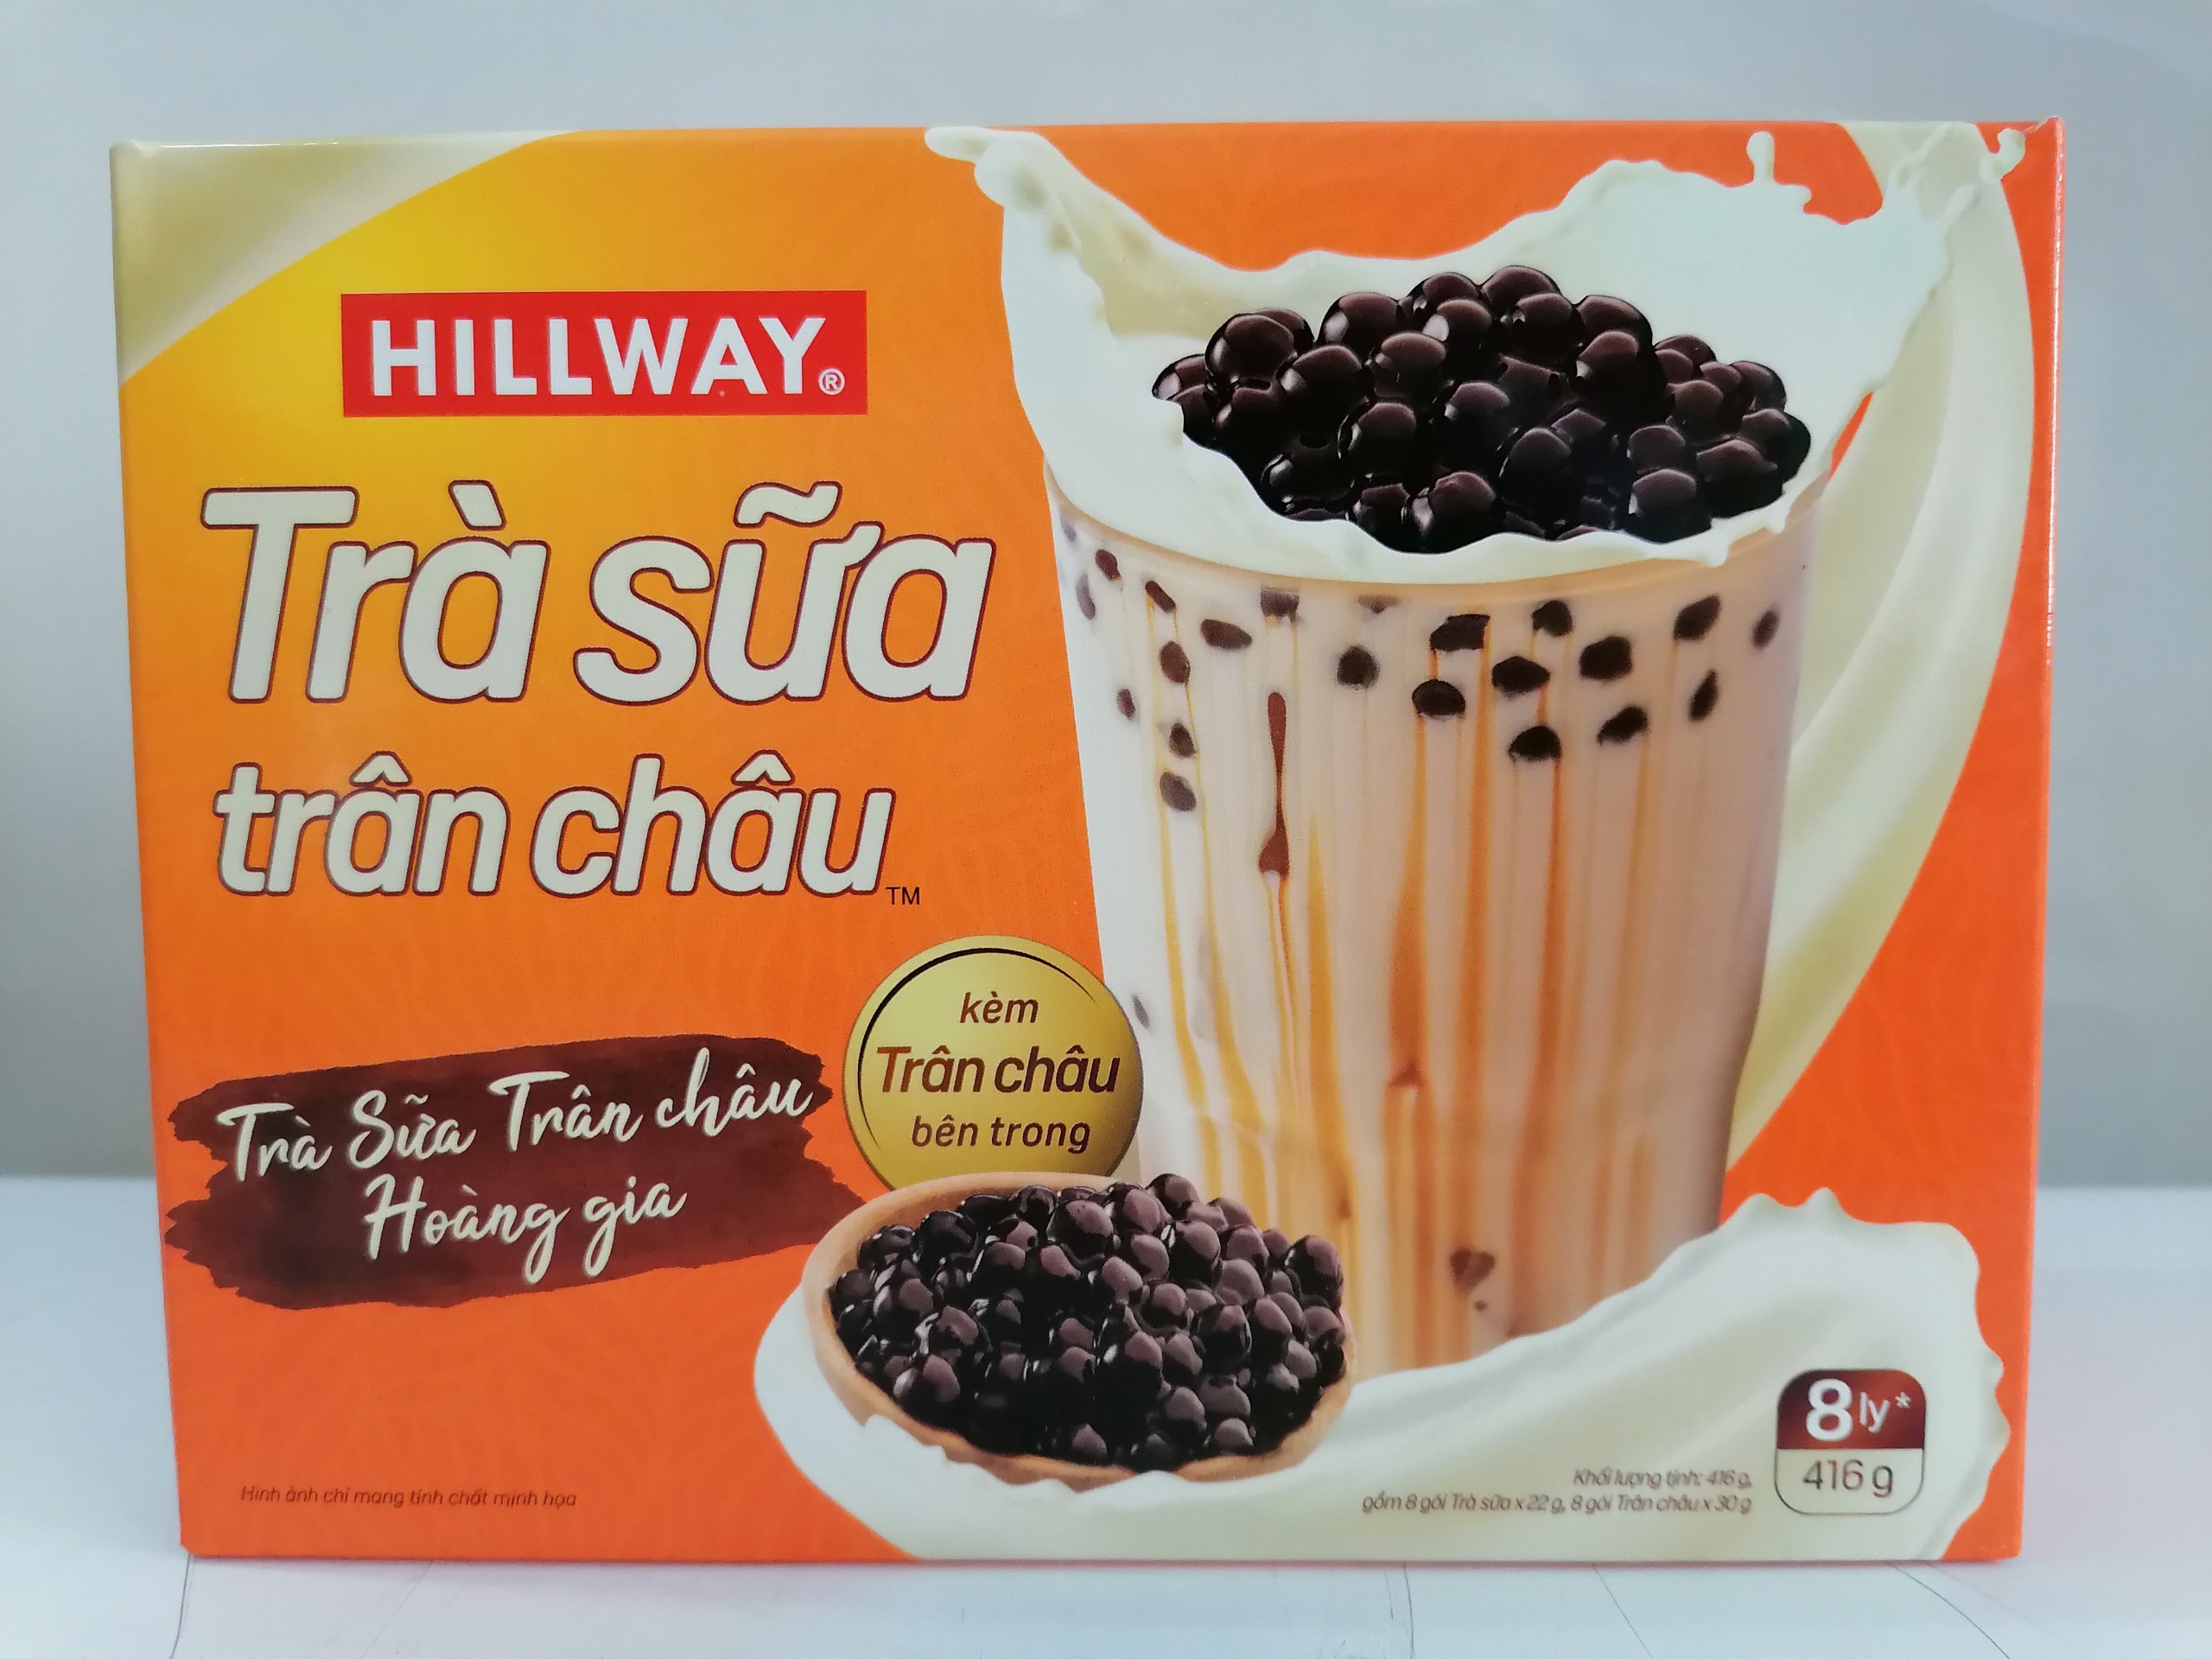 HILLWAY®
Trà sữa
trân châu™
kèm
Trân châu
bên trong
Trà Sữa Trân châu
Hoàng gia
8 ly*
416 g
Khối lượng tịnh: 416 g,
gồm 8 gói Trà sữa x 22 g, 8 gói Trân châu x 30 g
Hình ảnh chỉ mang tính chất minh họa